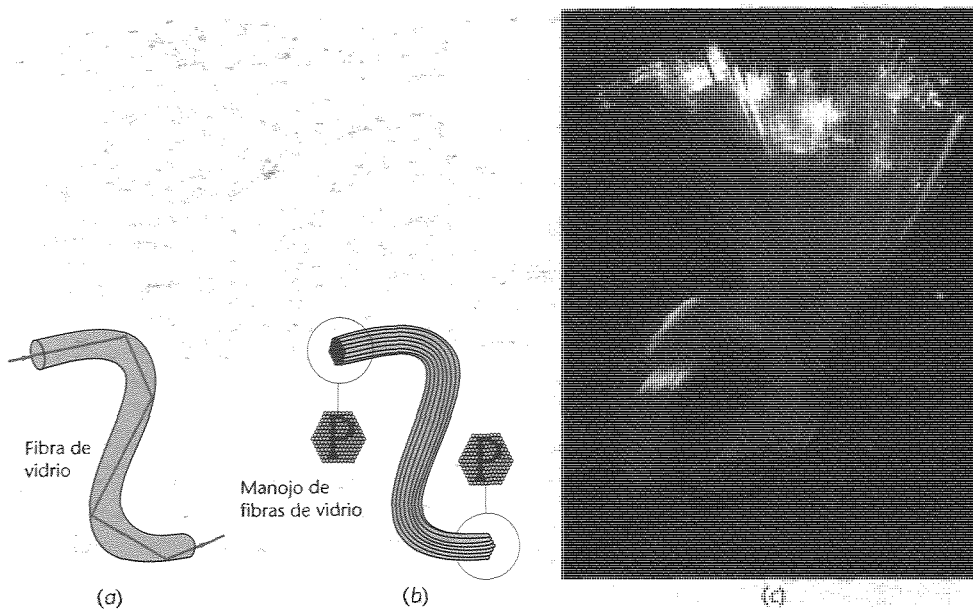 Fibra de
vidrio
P
P
Manojo de
fibras de vidrio
(a)
(b)
(c)